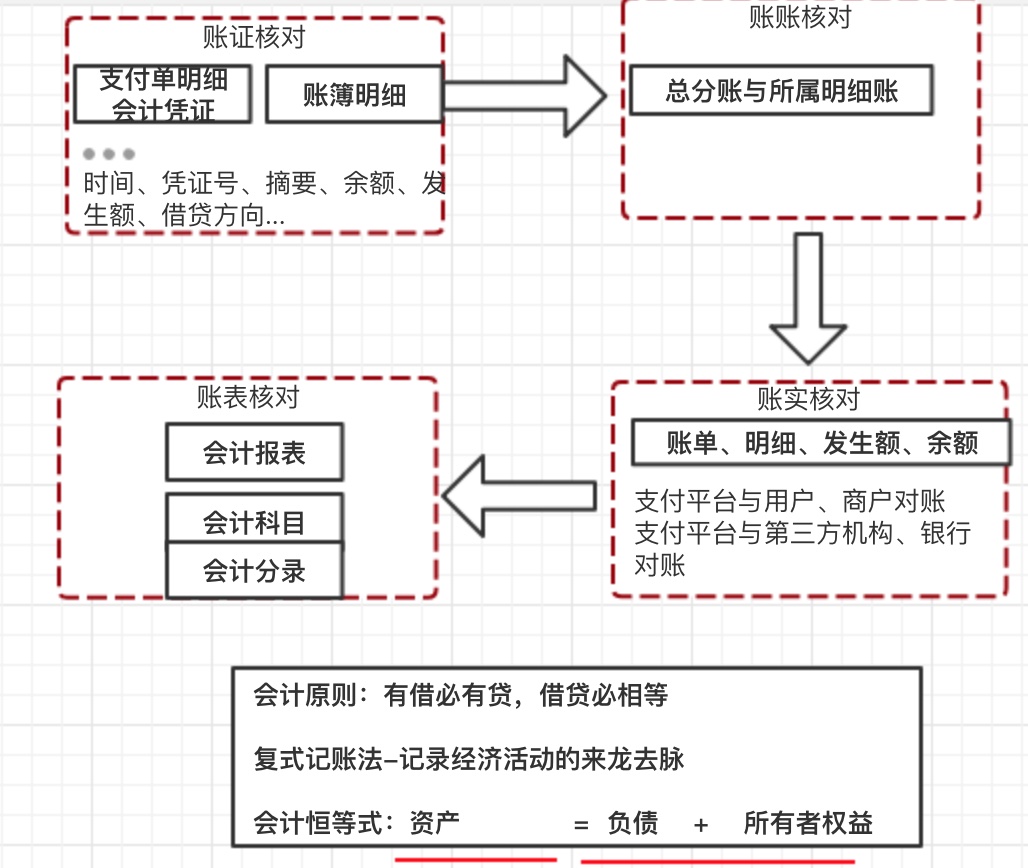 账证核对
支付单明细
会计凭证
账簿明细
时间、凭证号、摘要、余额、发
生额、借贷方向...
账账核对
总分账与所属明细账
账实核对
账单、明细、发生额、余额
支付平台与用户、商户对账
支付平台与第三方机构、银行
对账
账表核对
会计报表
会计科目
会计分录
会计原则：有借必有贷，借贷必相等
复式记账法–记录经济活动的来龙去脉
会计恒等式：资产 = 负债 + 所有者权益